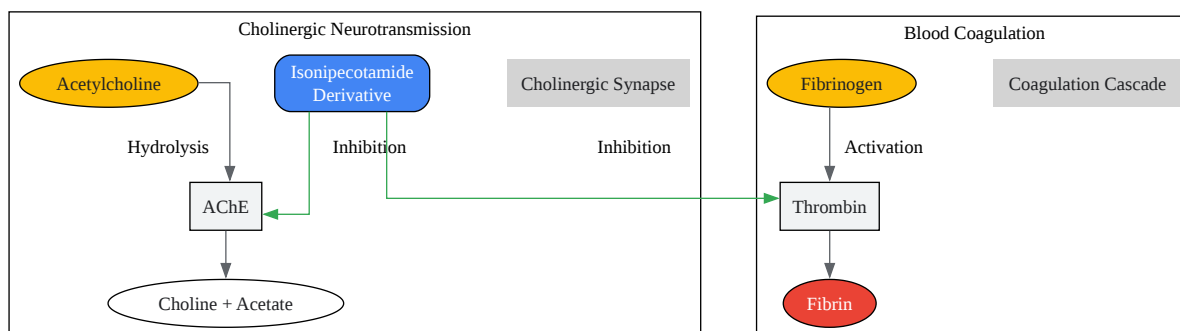 Cholinergic Neurotransmission
Blood Coagulation
Acetylcholine
Isonipecotamide
Derivative
Cholinergic Synapse
Fibrinogen
Coagulation Cascade
Hydrolysis
Inhibition
Inhibition
Activation
AChE
Thrombin
Choline + Acetate
Fibrin